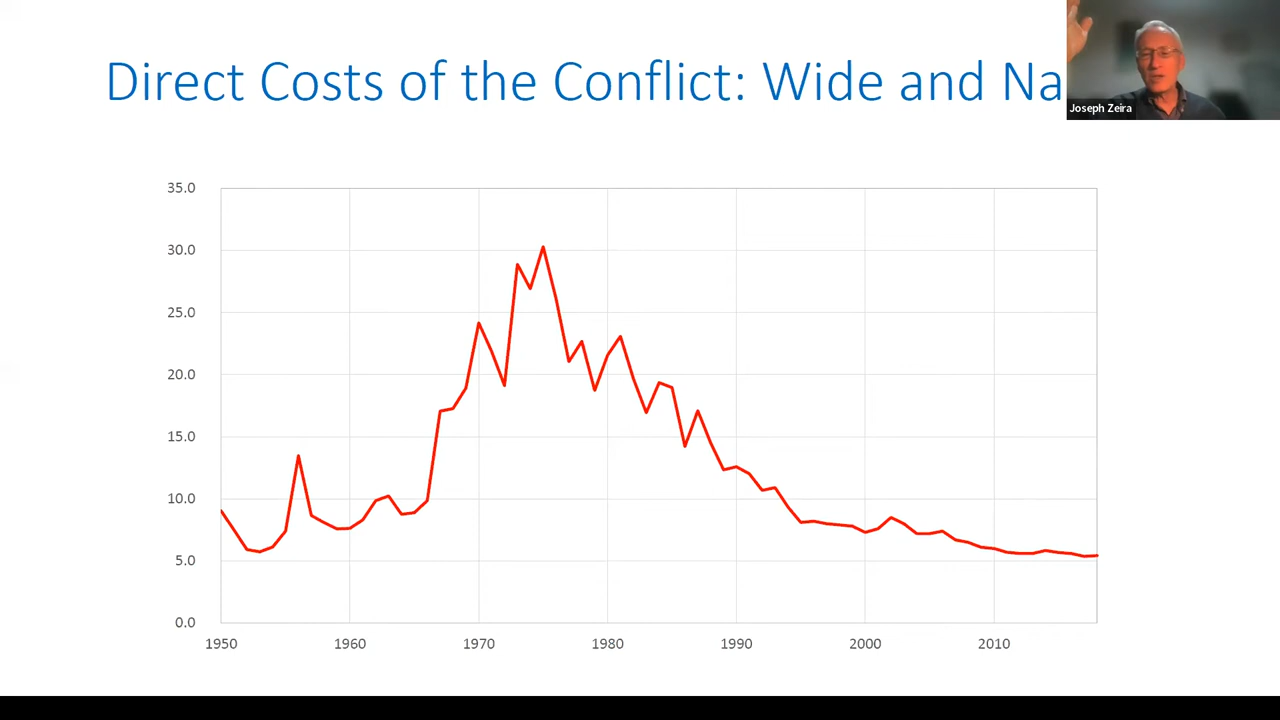 Direct Costs of the Conflict: Wide and Na
Joseph Zeira
35.0
30.0
25.0
20.0
15.0
10.0
5.0
0.0
1950 1960 1970 1980 1990 2000 2010